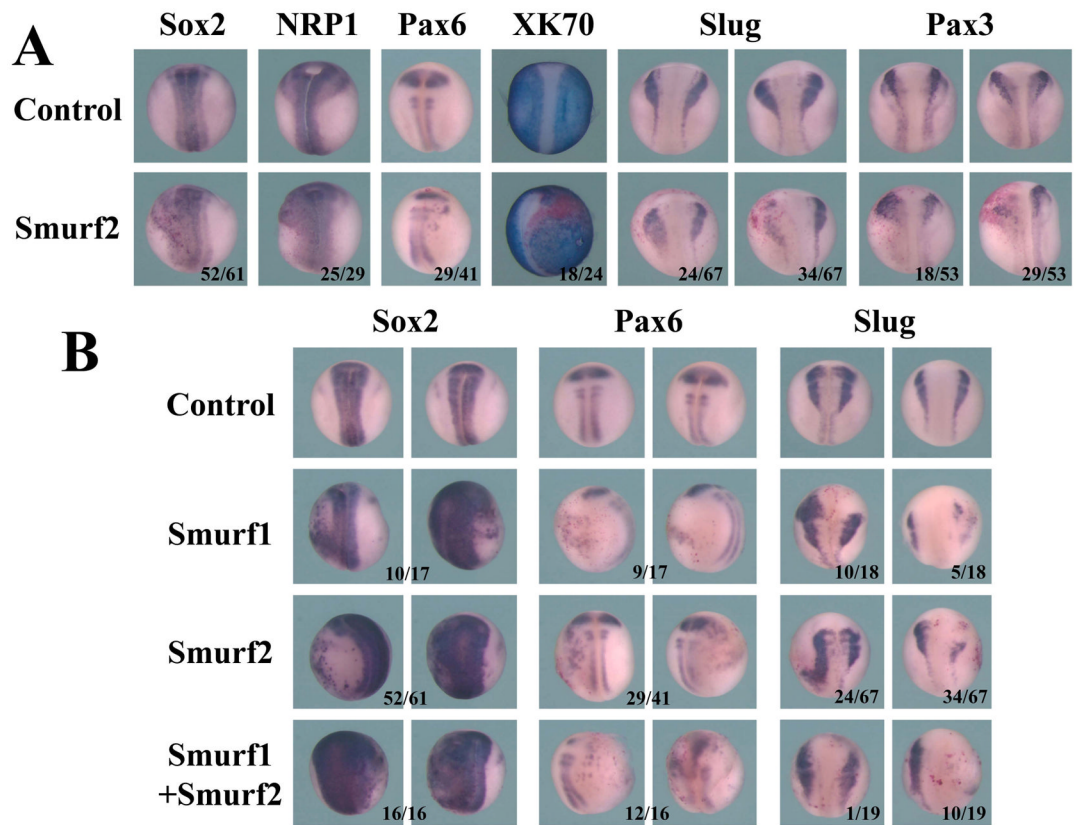 A
Sox2 NRP1 Pax6 XK70 Slug Pax3
Control
Smurf2
52/61 25/29 29/41 18/24 24/67 34/67 18/53 29/53
B
Sox2 Pax6 Slug
Control
Smurf1
10/17 9/17 10/18 5/18
Smurf2
52/61 29/41 24/67 34/67
Smurf1
+Smurf2
16/16 12/16 1/19 10/19